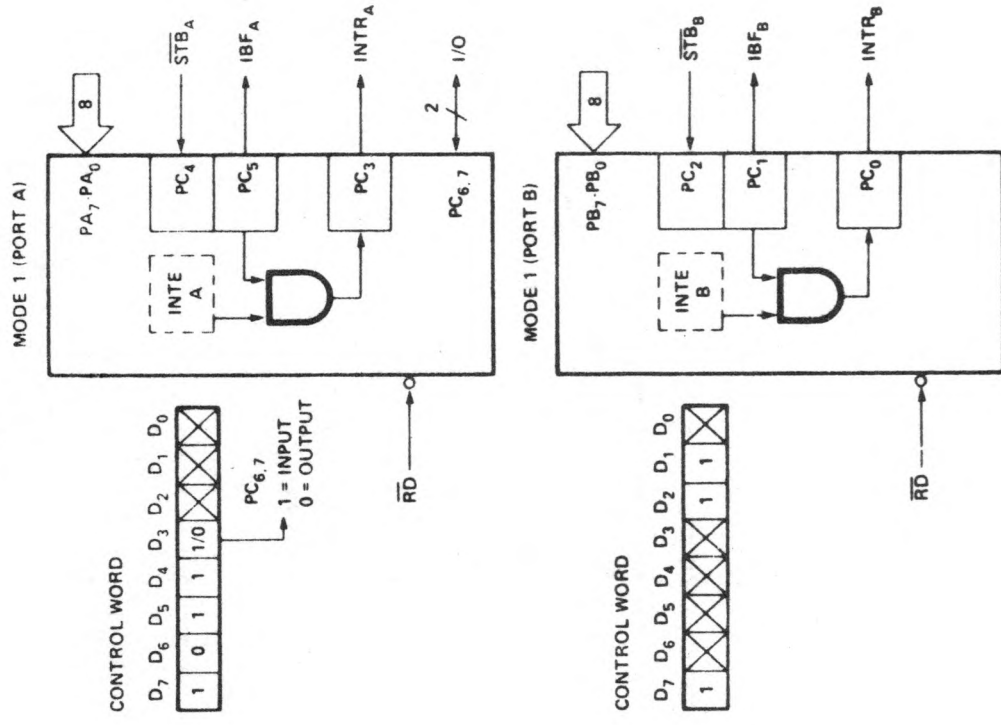 MODE 1 (PORT A)
CONTROL WORD
D7 D6 D5 D4 D3 D2 D1 D0
1 0 1 1 1/0
PC6,7
1 = INPUT
0 = OUTPUT
RD
PA7-PA0
8
INTE
A
PC4
STBA
PC5
IBFA
PC3
INTRA
PC6,7
2
I/O
MODE 1 (PORT B)
CONTROL WORD
D7 D6 D5 D4 D3 D2 D1 D0
1 1 1
RD
PB7-PB0
8
INTE
B
PC2
STBB
PC1
IBFB
PC0
INTRB